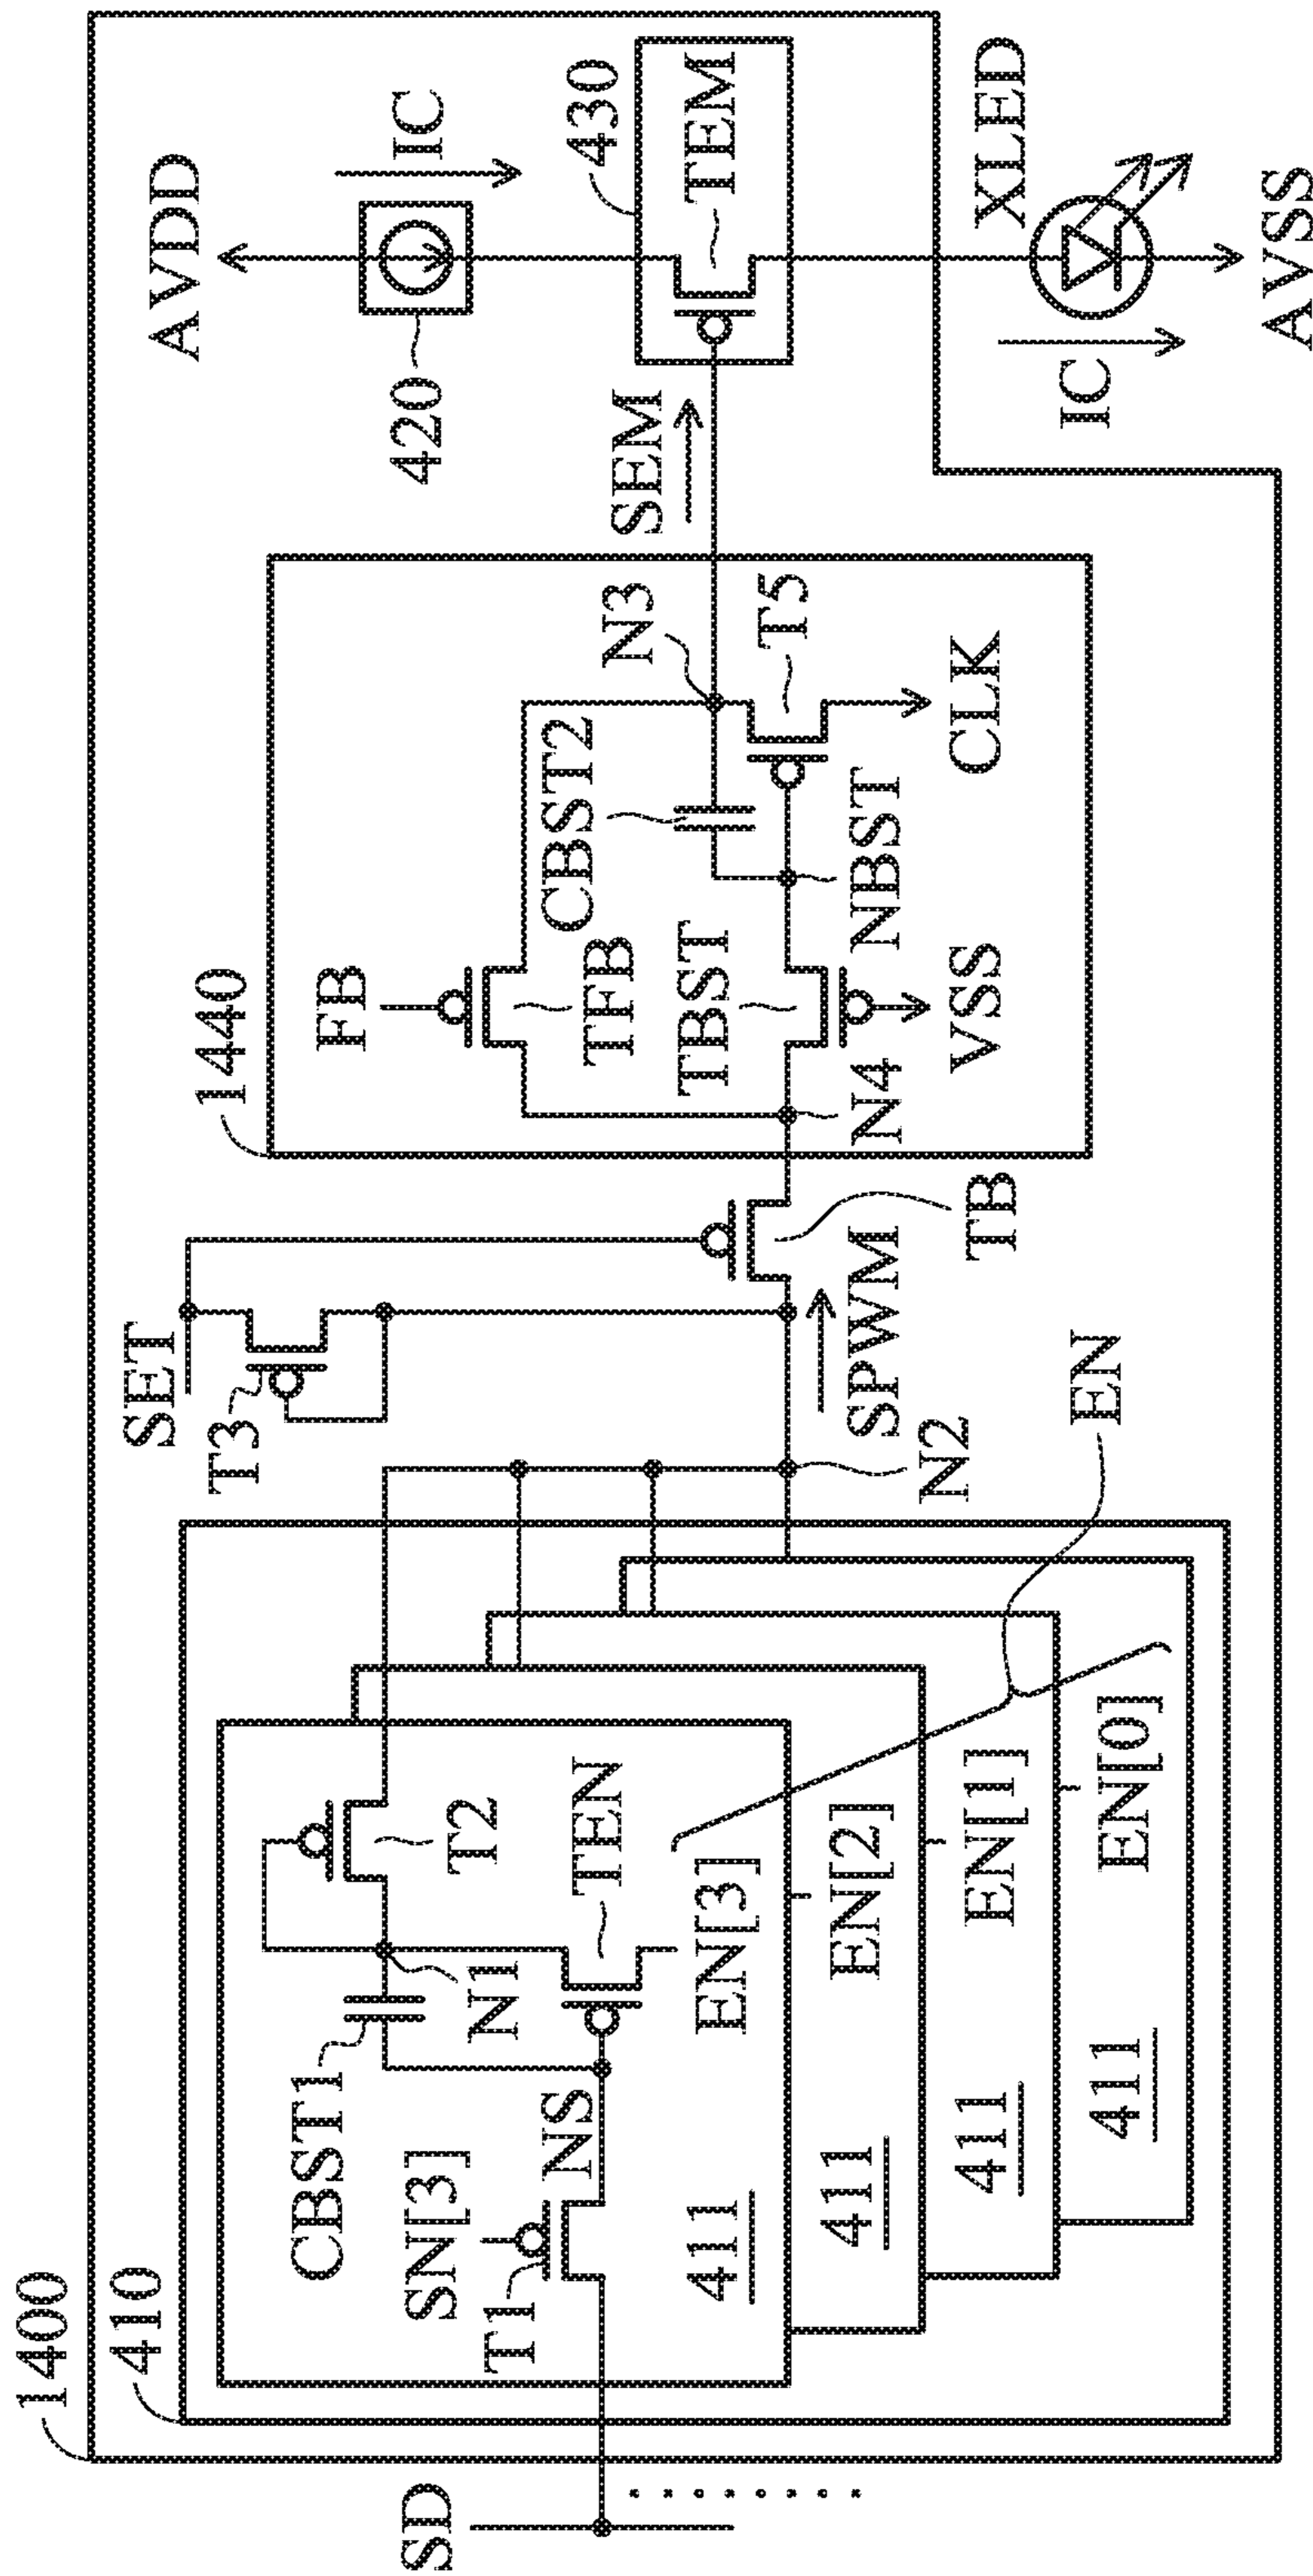 1400
410
SD
CBST1
SN[3]
T1
NS
N1
T2
TEN
EN[3]
411
EN[2]
411
EN[1]
411
EN[0]
411
EN
N2
SPWM
SET
T3
TB
1440
FB
TFB
TBST
N4
VSS
NBST
CBST2
N3
T5
CLK
SEM
AVDD
420
IC
430
TEM
XLED
IC
AVSS